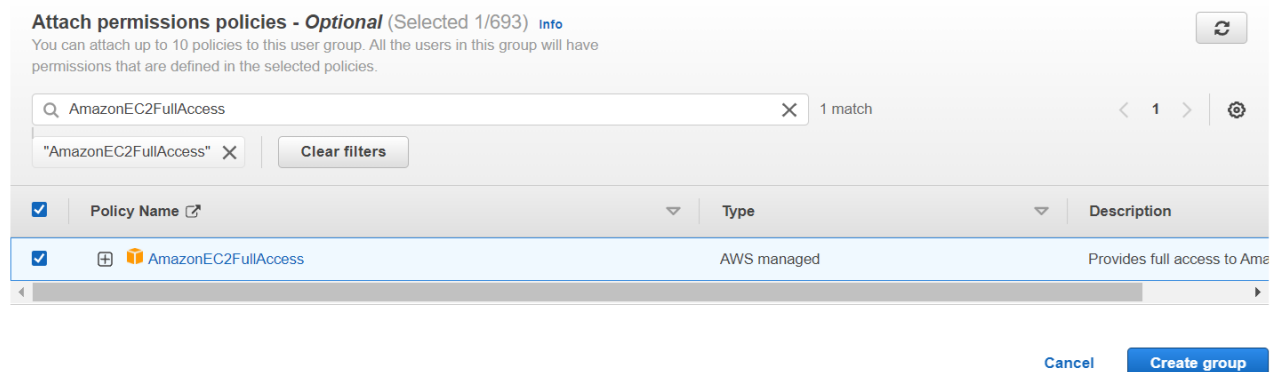 Attach permissions policies - Optional (Selected 1/693) Info
You can attach up to 10 policies to this user group. All the users in this group will have
permissions that are defined in the selected policies.
AmazonEC2FullAccess
1 match
1
"AmazonEC2FullAccess"
Clear filters
Policy Name
Type
Description
AmazonEC2FullAccess
AWS managed
Provides full access to Ama
Cancel
Create group